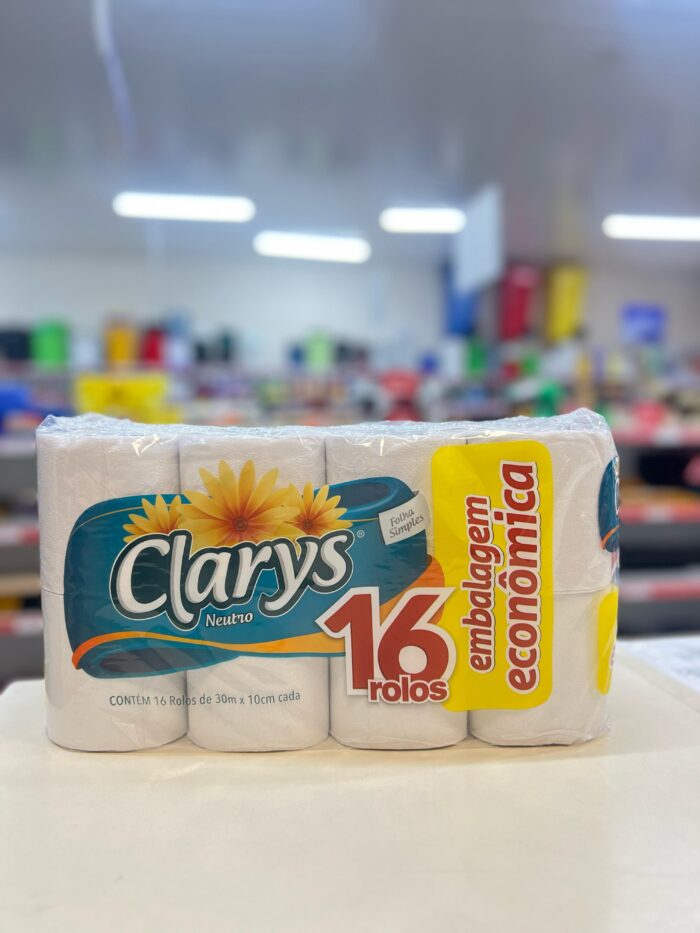 Folha
Simples
Clarys®
Neutro
16
rolos
CONTÉM 16 Rolos de 30m x 10cm cada
embalagem
econômica